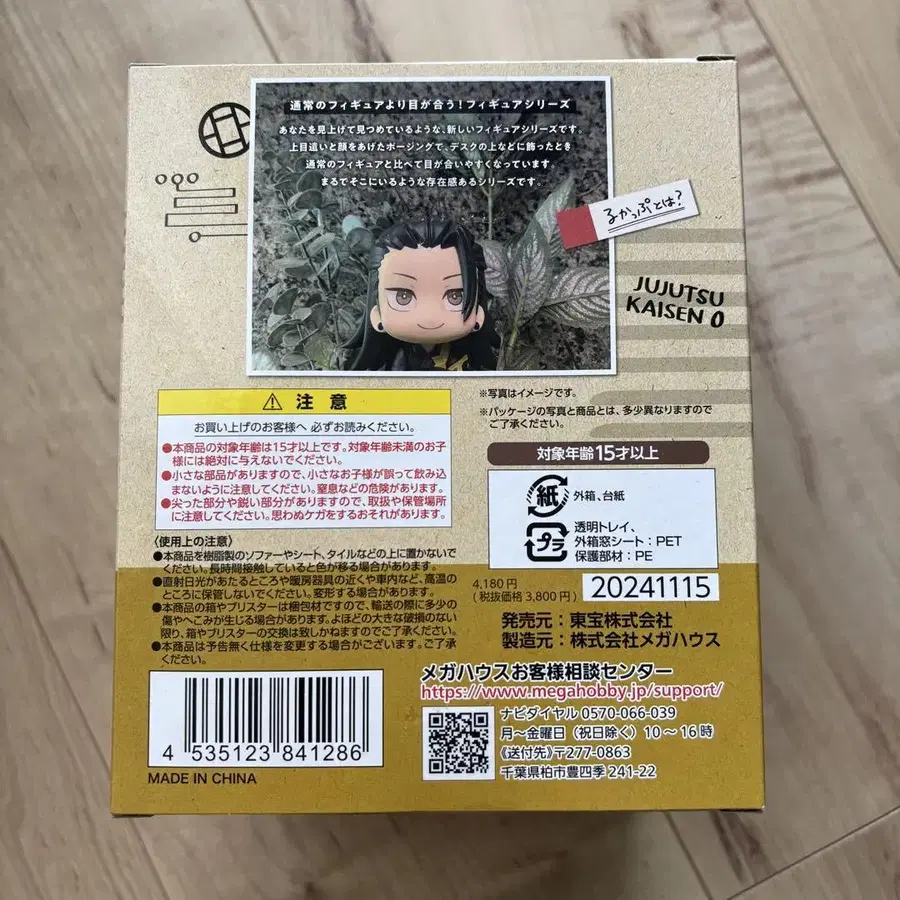 通常のフィギュアより目が合う！フィギュアシリーズ
あなたを見上げて見つめているような、新しいフィギュアシリーズです。
上目遣いと顔をあげたポージングで、デスクの上などに飾ったとき
通常のフィギュアと比べて目が合いやすくなっています。
まるでそこにいるような存在感あるシリーズです。
るかっぷとは？
JUJUTSU
KAISEN 0
※写真はイメージです。
※パッケージの写真と商品とは、多少異なりますので
ご了承ください。
⚠ 注意
お買い上げのお客様へ 必ずお読みください。
●本商品の対象年齢は15才以上です。対象年齢未満のお子
様には絶対に与えないでください。
●小さな部品がありますので、小さなお子様が誤って飲み込
まないように注意してください。窒息などの危険があります。
●尖った部分や鋭い部分がありますので、取扱や保管場所
に注意してください。思わぬケガをするおそれがあります。
〈使用上の注意〉
●本商品を樹脂製のソファーやシート、タイルなどの上に置かないで
ください。長時間接触していると色が移る場合があります。
●直射日光があたるところや暖房器具の近くや車内など、高温の
ところに保管しないでください。変形する場合があります。
●本商品の箱やブリスターは梱包材ですので、輸送の際に多少の
傷やへこみが生じる場合があります。よほどの大きな破損のない
限り、箱やブリスターの交換は致しかねますのでご了承ください。
●本商品は予告無く仕様を変更する場合がございます。ご了承
ください。
対象年齢15才以上
紙
外箱、台紙
プラ
透明トレイ、
外箱窓シート：PET
保護部材：PE
4,180円
(税抜価格3,800円)
20241115
発売元：東宝株式会社
製造元：株式会社メガハウス
メガハウスお客様相談センター
https://www.megahobby.jp/support/
ナビダイヤル 0570-066-039
月～金曜日（祝日除く）10～16時
《送付先》〒277-0863
千葉県柏市豊四季241-22
4 535123 841286
MADE IN CHINA